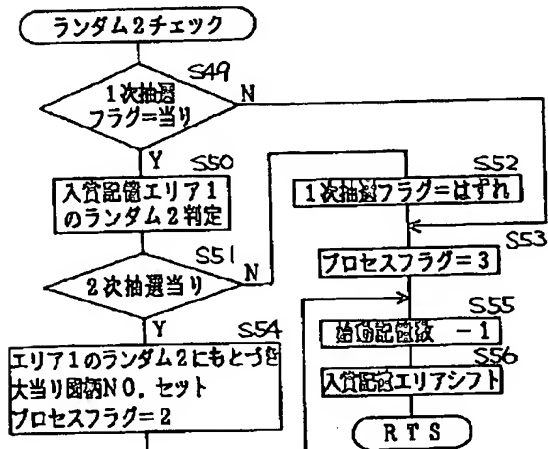 ランダム2チェック
S49
1次抽選
フラグ=当り
N
Y
S50
入賞記憶エリア1
のランダム2判定
S51
2次抽選当り
N
Y
S54
エリア1のランダム2にもとづき
大当り図柄NO.セット
プロセスフラグ=2
S52
1次抽選フラグ=はずれ
S53
プロセスフラグ=3
S55
始動記憶数 -1
S56
入賞記憶エリアシフト
RTS